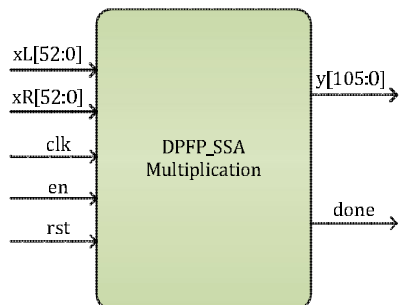 xL[52:0]
xR[52:0]
clk
en
rst
DPFP_SSA
Multiplication
y[105:0]
done